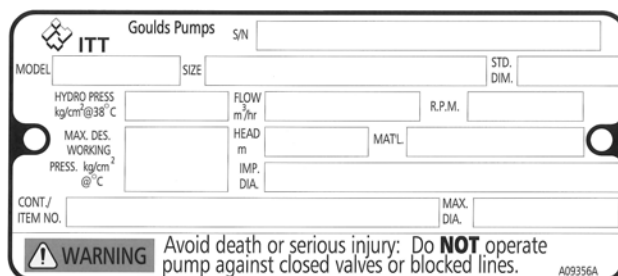 ITT Goulds Pumps S/N
MODEL SIZE STD. DIM.
HYDRO PRESS kg/cm²@38°C FLOW m³/hr R.P.M.
MAX. DES. WORKING PRESS. kg/cm² @°C HEAD m MAT'L.
IMP. DIA.
CONT./ ITEM NO. MAX. DIA.
WARNING Avoid death or serious injury: Do NOT operate
pump against closed valves or blocked lines.
A09356A